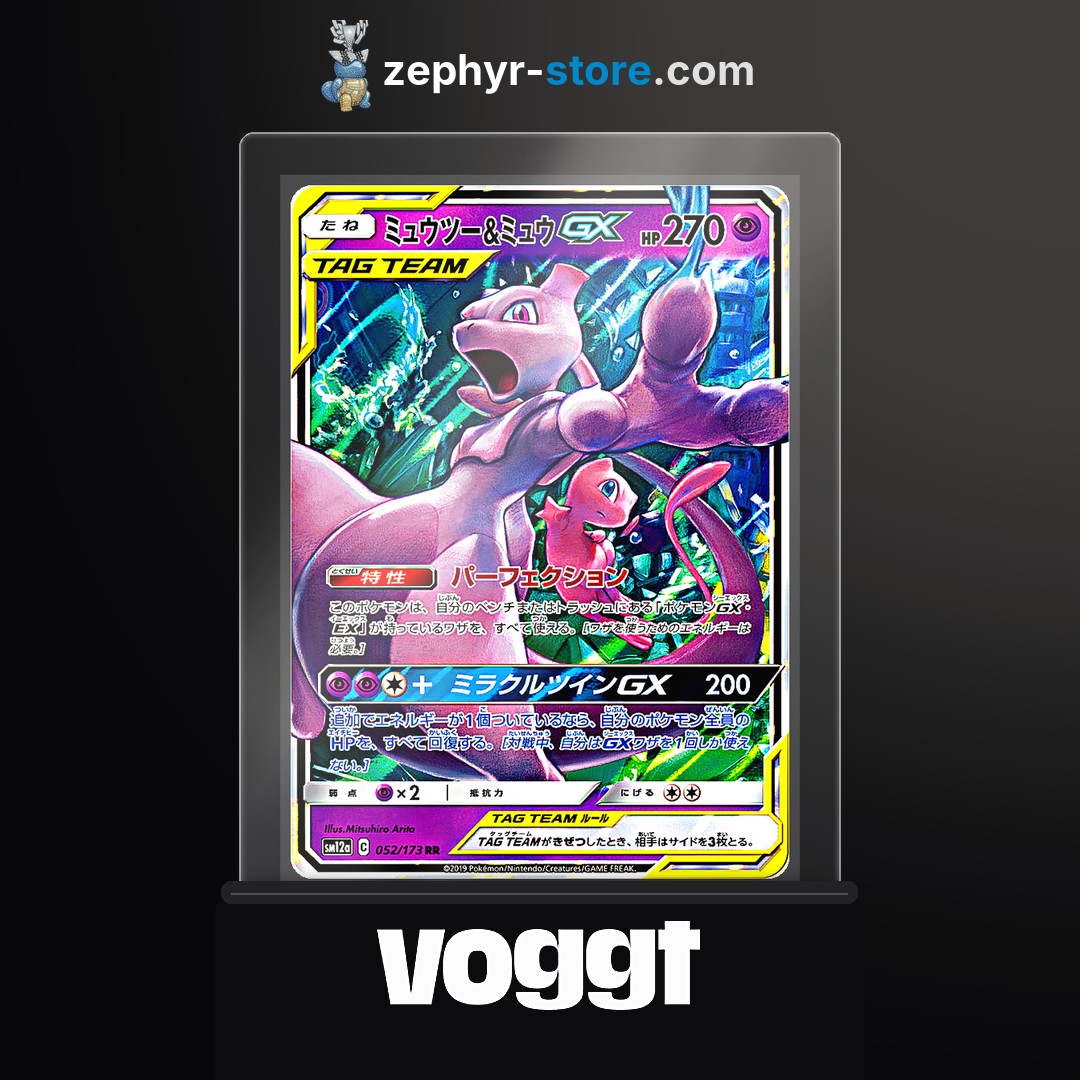 zephyr-store.com
たね ミュウツー&ミュウGX HP270
TAG TEAM
とくせい
特性 パーフェクション
このポケモンは、自分のベンチまたはトラッシュにある「ポケモンGX・
EX」が持っているワザを、すべて使える。[ワザを使うためのエネルギーは
必要。]
+ ミラクルツインGX 200
追加でエネルギーが1個ついているなら、自分のポケモン全員の
HPを、すべて回復する。[対戦中、自分はGXワザを1回しか使え
ない。]
弱点 ×2 抵抗力 にげる
TAG TEAM ルール
TAG TEAMがきぜつしたとき、相手はサイドを3枚とる。
Illus.Mitsuhiro Arita
sm12a C 052/173 RR
©2019 Pokémon/Nintendo/Creatures/GAME FREAK.
voggt